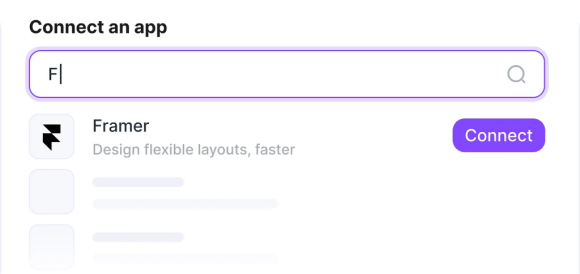 Connect an app
F
Framer
Design flexible layouts, faster
Connect